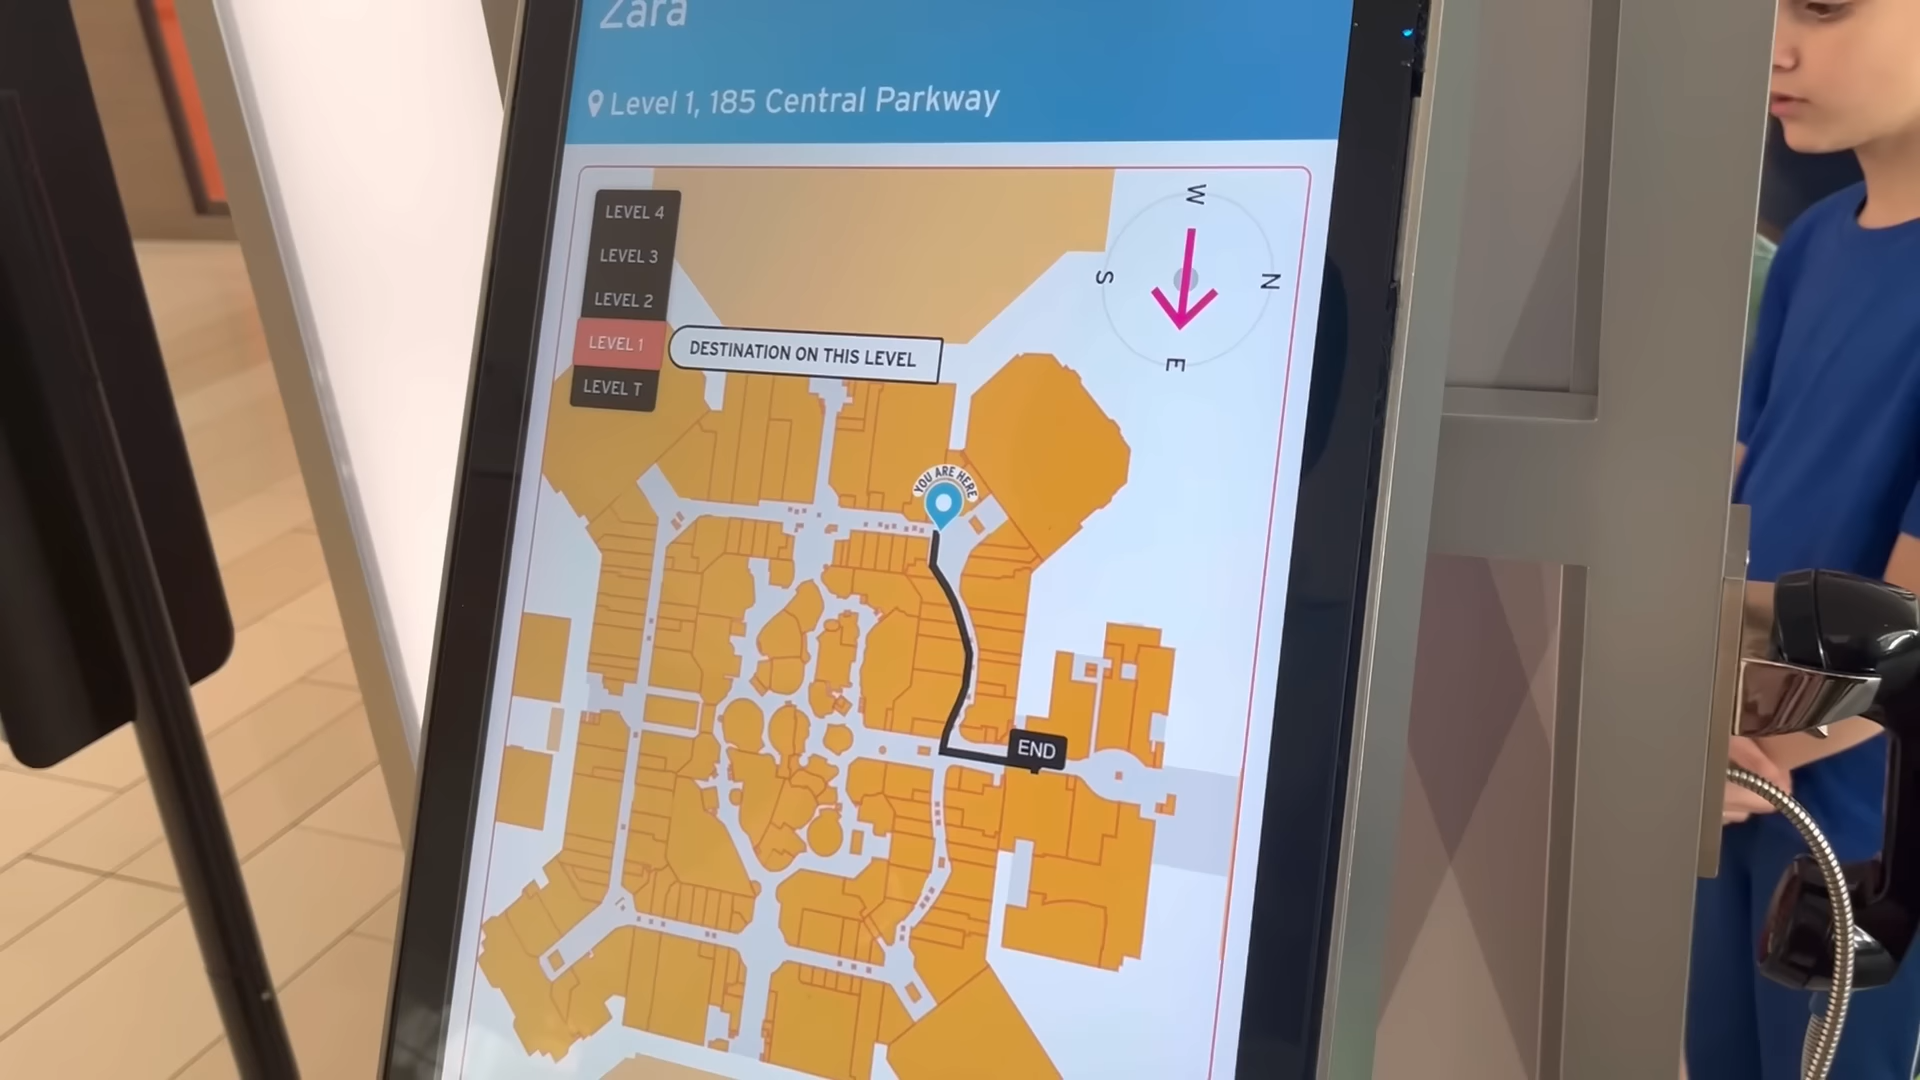 Zara
Level 1, 185 Central Parkway
LEVEL 4
LEVEL 3
LEVEL 2
LEVEL 1
LEVEL T
DESTINATION ON THIS LEVEL
W
S
N
E
YOU ARE HERE
END